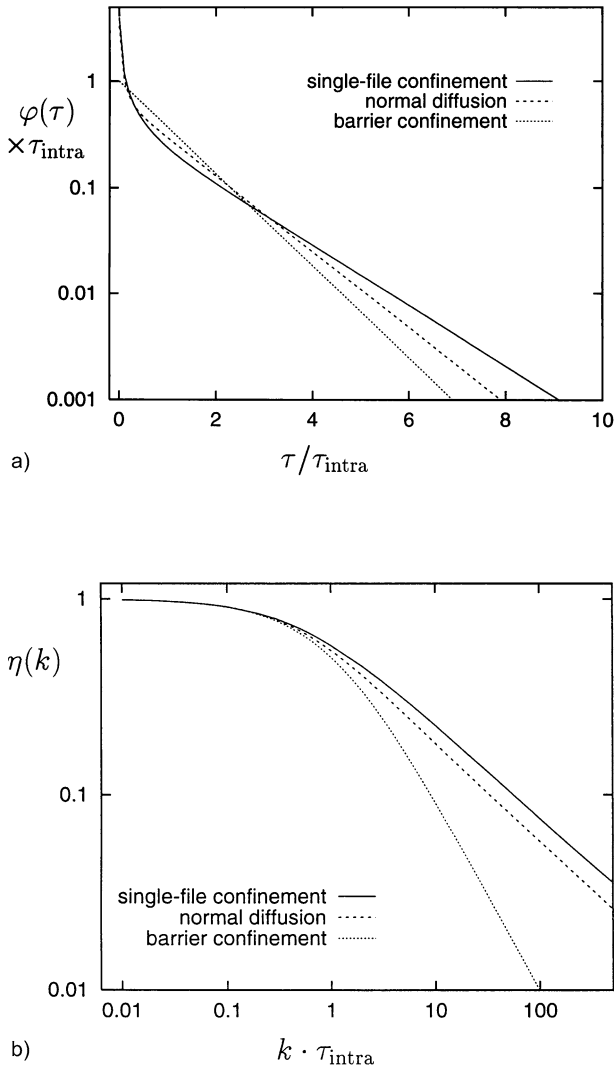 single-file confinement
normal diffusion
barrier confinement
φ(τ)
×τintra
1
0.1
0.01
0.001
0 2 4 6 8 10
τ/τintra
a)
1
η(k)
0.1
0.01
single-file confinement
normal diffusion
barrier confinement
0.01 0.1 1 10 100
k · τintra
b)